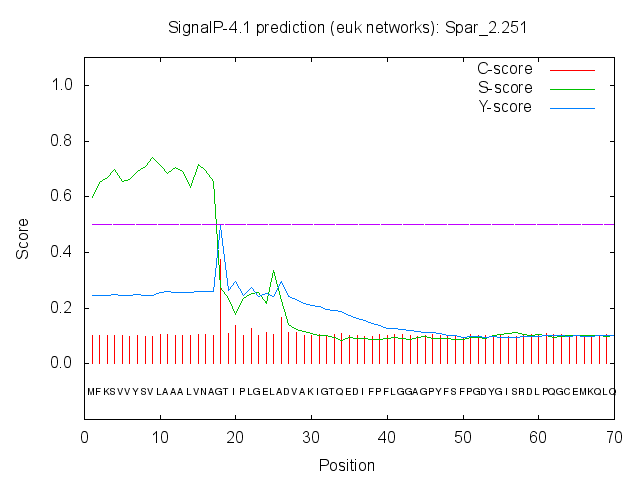 SignalP-4.1 prediction (euk networks): Spar_2.251
C-score
S-score
Y-score
1.0
0.8
0.6
0.4
0.2
0.0
Score
MFKSVVYSVLAAALVNAGTIPLGELADVAKIGTQEDIFPFLGGAGPYFSFPGDYGISRDLPQGCEMKQLQ
0 10 20 30 40 50 60 70
Position